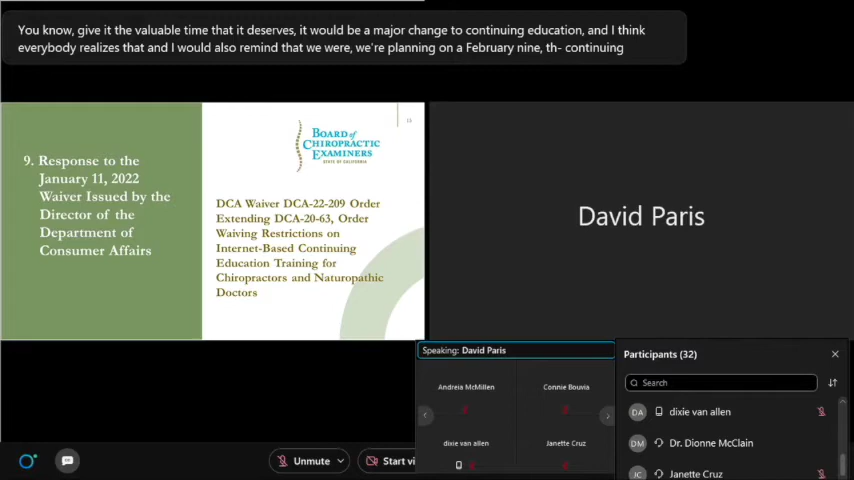 You know, give it the valuable time that it deserves, it would be a major change to continuing education, and I think
everybody realizes that and I would also remind that we were, we're planning on a February nine, th- continuing
15
BOARD of
CHIROPRACTIC
EXAMINERS
STATE OF CALIFORNIA
9. Response to the
January 11, 2022
Waiver Issued by the
Director of the
Department of
Consumer Affairs
DCA Waiver DCA-22-209 Order
Extending DCA-20-63, Order
Waiving Restrictions on
Internet-Based Continuing
Education Training for
Chiropractors and Naturopathic
Doctors
David Paris
Speaking: David Paris
Andreia McMillen
Connie Bouvia
dixie van allen
Janette Cruz
Participants (32)
Search
DA dixie van allen
DM Dr. Dionne McClain
JC Janette Cruz
Unmute
Start vi